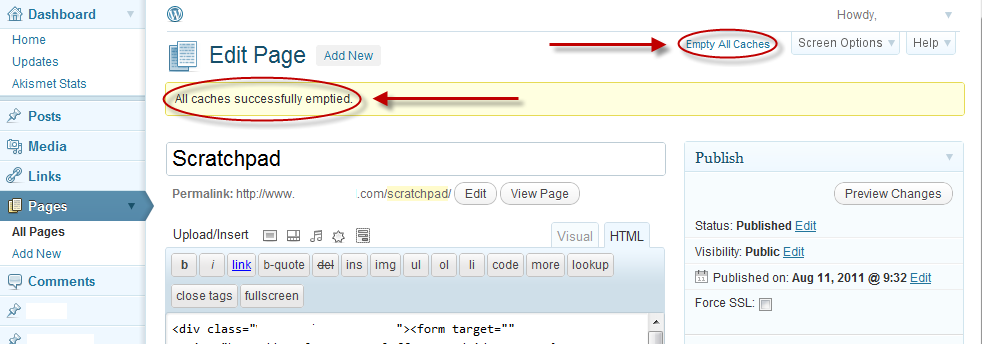 Dashboard
Home
Updates
Akismet Stats
Posts
Media
Links
Pages
All Pages
Add New
Comments
Howdy,
Edit Page Add New
Empty All Caches Screen Options Help
All caches successfully emptied.
Scratchpad
Permalink: http://www. .com/scratchpad/ Edit View Page
Upload/Insert Visual HTML
b i link b-quote del ins img ul ol li code more lookup
close tags fullscreen
<div class=" "><form target=""
Publish
Preview Changes
Status: Published Edit
Visibility: Public Edit
Published on: Aug 11, 2011 @ 9:32 Edit
Force SSL: